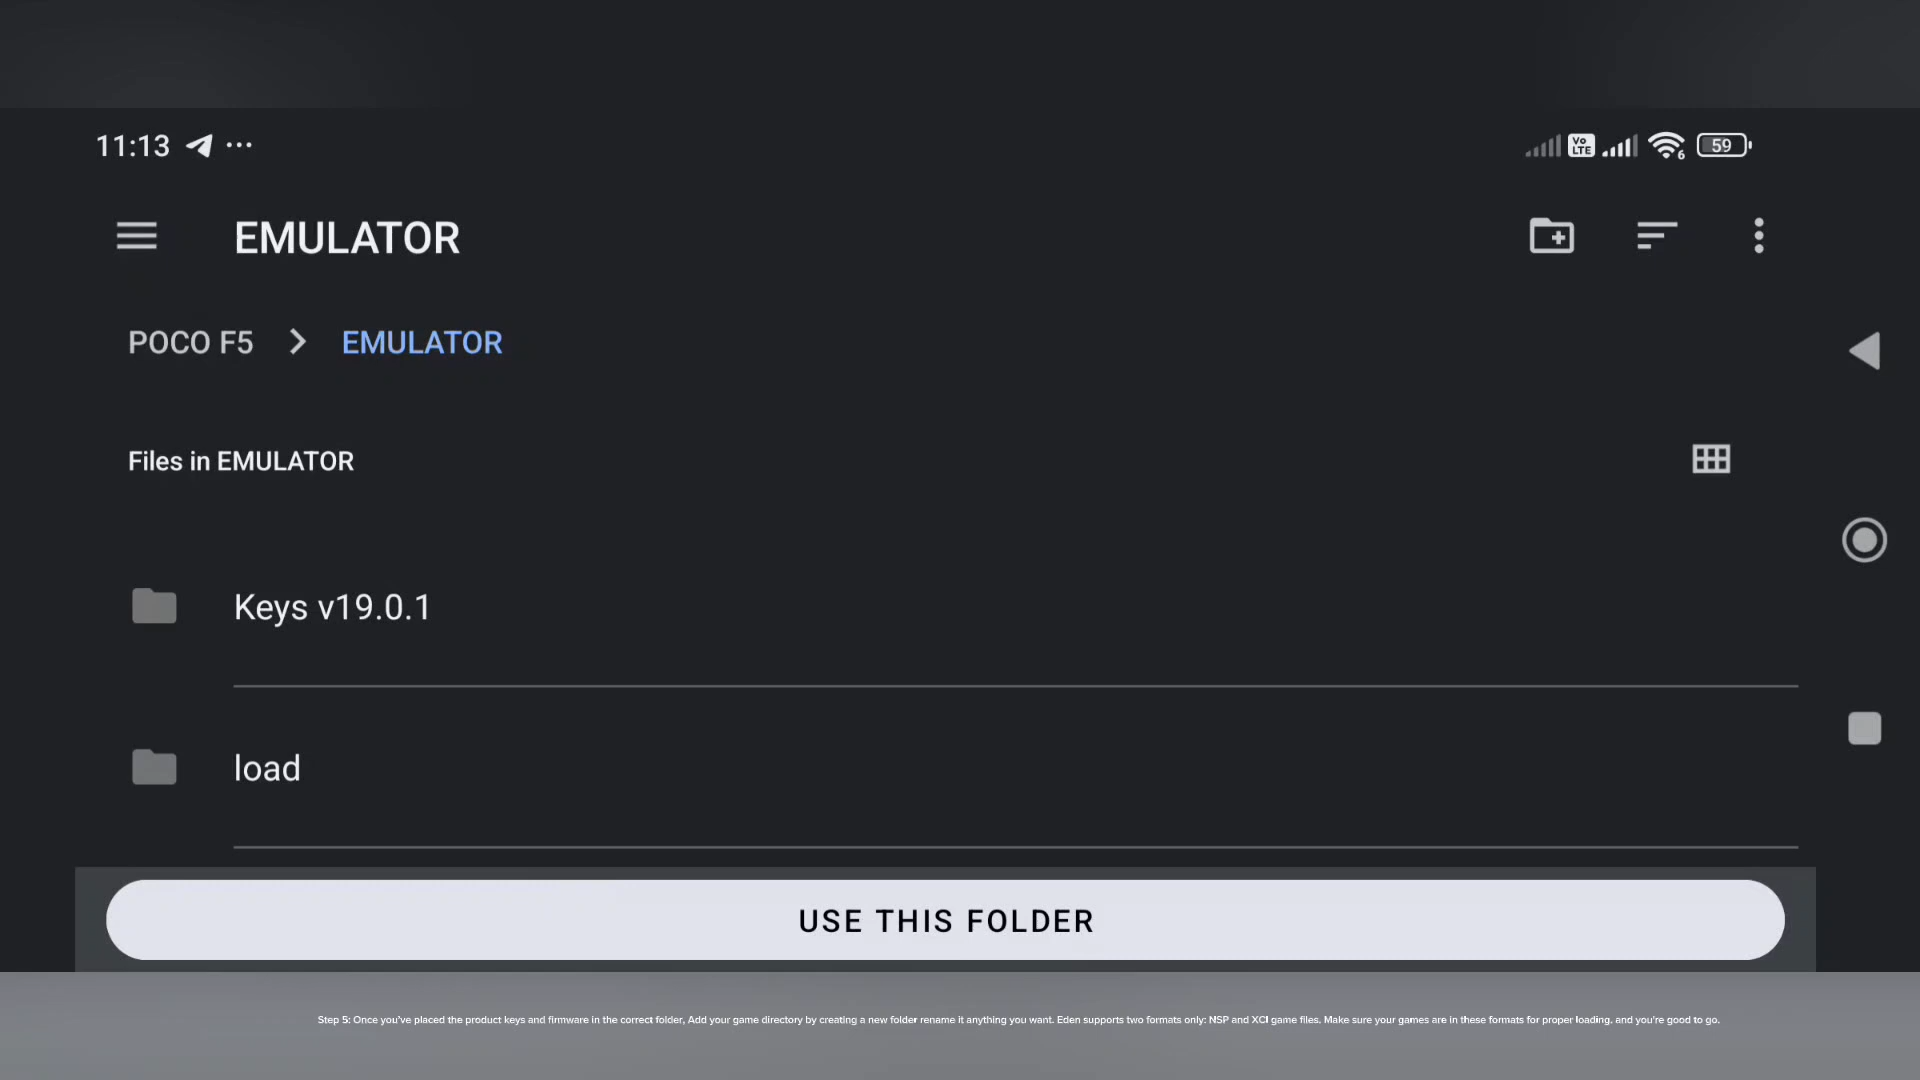 11:13 ... Vo LTE 6 59
EMULATOR
POCO F5 EMULATOR
Files in EMULATOR
Keys v19.0.1
load
USE THIS FOLDER
Step 5: Once you've placed the product keys and firmware in the correct folder, Add your game directory by creating a new folder rename it anything you want. Eden supports two formats only: NSP and XCI game files. Make sure your games are in these formats for proper loading, and you're good to go.